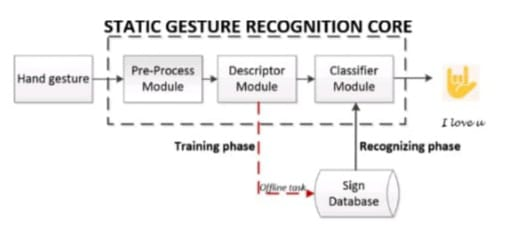 STATIC GESTURE RECOGNITION CORE
Hand gesture
Pre-Process
Module
Descriptor
Module
Classifier
Module
I love u
Training phase
Recognizing phase
Offline task
Sign
Database